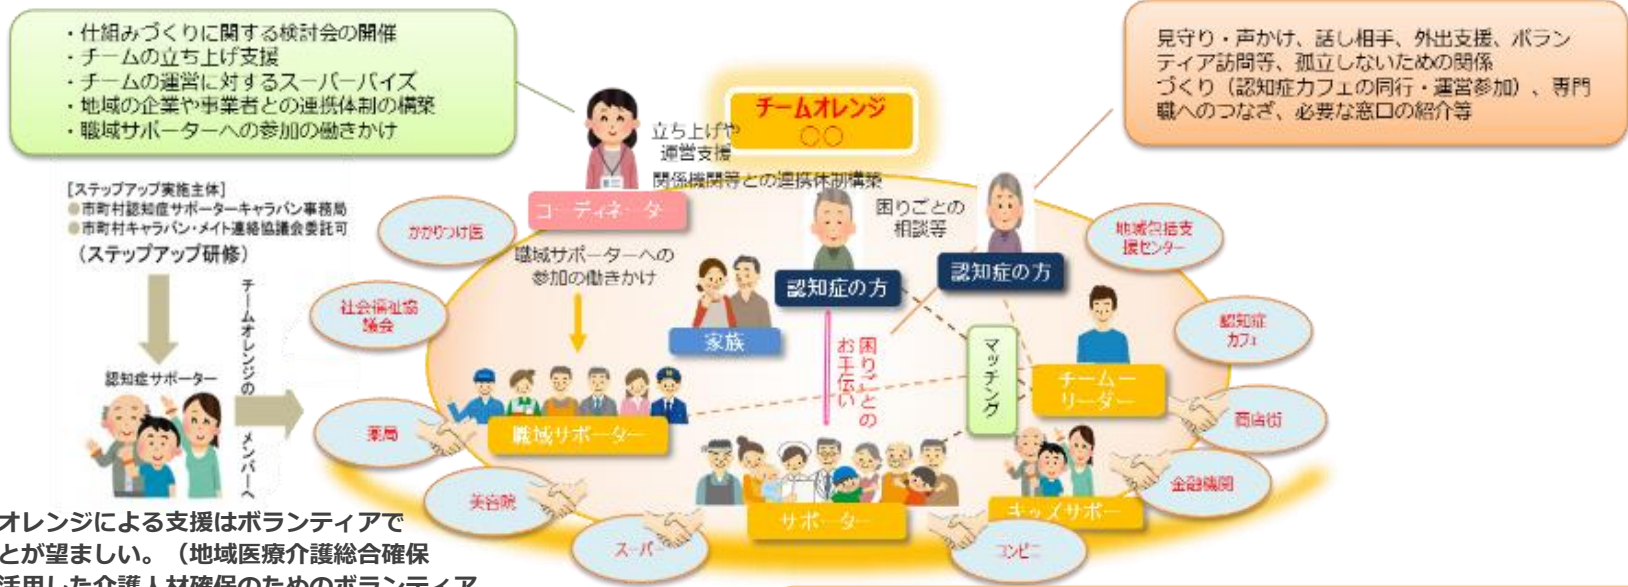 ・仕組みづくりに関する検討会の開催
・チームの立ち上げ支援
・チームの運営に対するスーパーバイズ
・地域の企業や事業者との連携体制の構築
・職域サポーターへの参加の働きかけ
見守り・声かけ、話し相手、外出支援、ボラン
ティア訪問等、孤立しないための関係
づくり（認知症カフェの同行・運営参加）、専門
職へのつなぎ、必要な窓口の紹介等
チームオレンジ
〇〇
立ち上げや
運営支援
関係機関等との連携体制構築
コーディネーター
[ステップアップ実施主体]
●市町村認知症サポーターキャラバン事務局
●市町村キャラバン・メイト連絡協議会委託可
（ステップアップ研修）
チームオレンジの メンバーへ
認知症サポーター
かかりつけ医
社会福祉協
議会
薬局
美容院
スーパー
コンビニ
金融機関
商店街
認知症
カフェ
地域包括支
援センター
困りごとの
相談等
認知症の方
認知症の方
職域サポーターへの
参加の働きかけ
家族
困りごとの
お手伝い
マッチング
チームー
リーダー
職域サポーター
サポーター
キッズサポー
オレンジによる支援はボランティアで
とが望ましい。（地域医療介護総合確保
活用した介護人材確保のためのボランティア